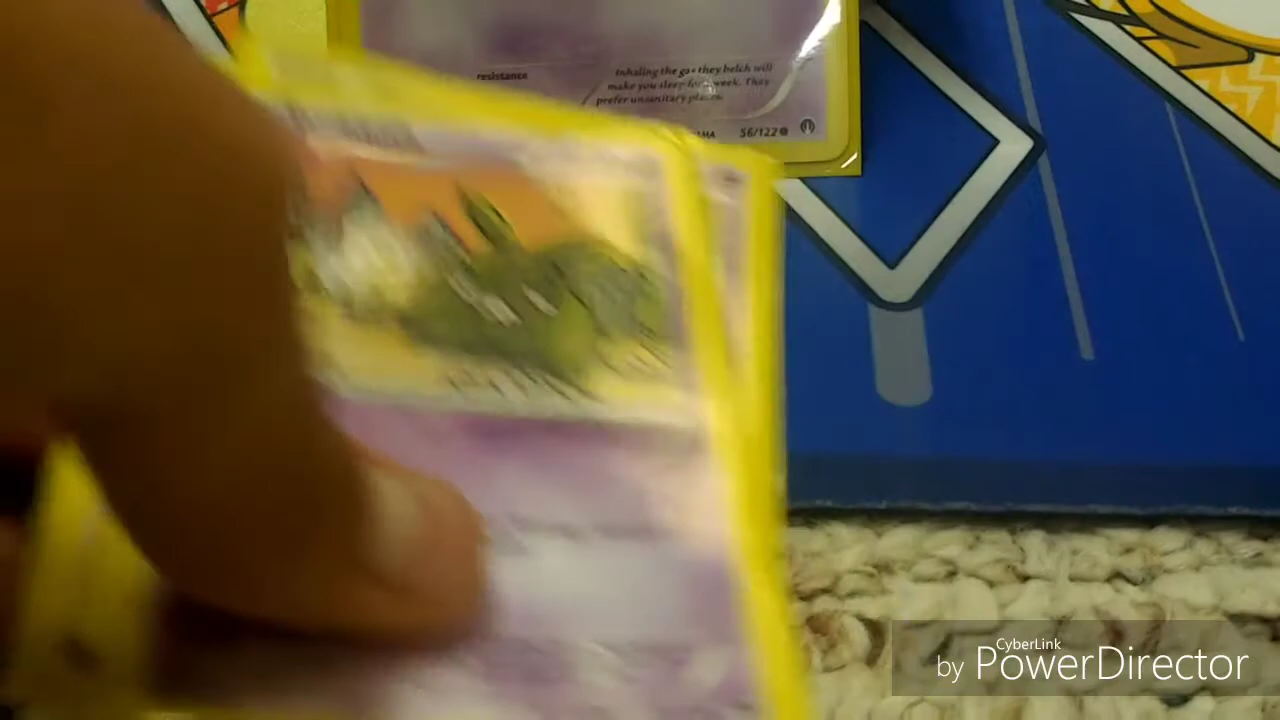 resistance
Inhaling the gas they belch will
make you sleep for a week. They
prefer unsanitary places.
56/122
CyberLink
by PowerDirector